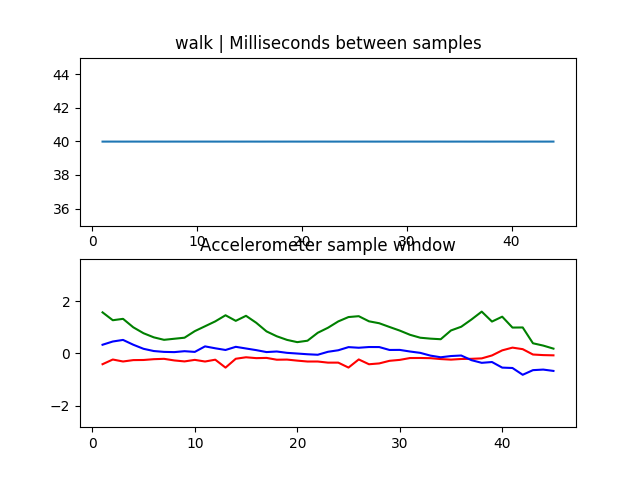 walk | Milliseconds between samples
44
42
40
38
36
0 10 20 30 40
Accelerometer sample window
2
0
−2
0 10 20 30 40